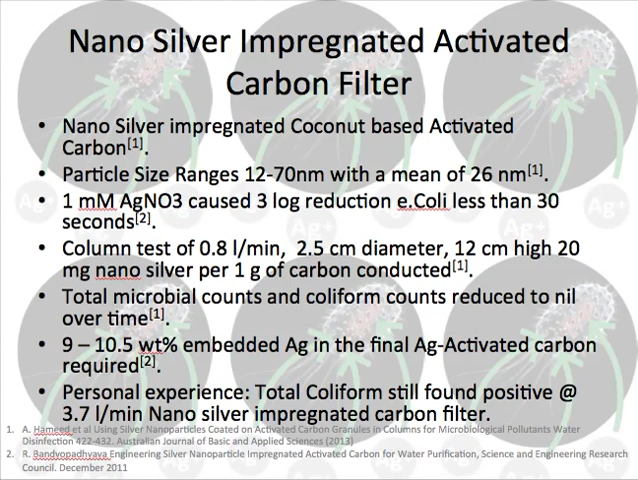 Nano Silver Impregnated Activated
Carbon Filter
• Nano Silver impregnated Coconut based Activated
Carbon[1].
• Particle Size Ranges 12-70nm with a mean of 26 nm[1].
• 1 mM AgNO3 caused 3 log reduction e.Coli less than 30
seconds[2].
• Column test of 0.8 l/min, 2.5 cm diameter, 12 cm high 20
mg nano silver per 1 g of carbon conducted[1].
• Total microbial counts and coliform counts reduced to nil
over time[1].
• 9 – 10.5 wt% embedded Ag in the final Ag-Activated carbon
required[2].
• Personal experience: Total Coliform still found positive @
3.7 l/min Nano silver impregnated carbon filter.
1. A. Hameed et al Using Silver Nanoparticles Coated on Activated Carbon Granules in Columns for Microbiological Pollutants Water
Disinfection 422-432. Australian Journal of Basic and Applied Sciences (2013)
2. R. Bandyopadhyaya Engineering Silver Nanoparticle Impregnated Activated Carbon for Water Purification, Science and Engineering Research
Council. December 2011